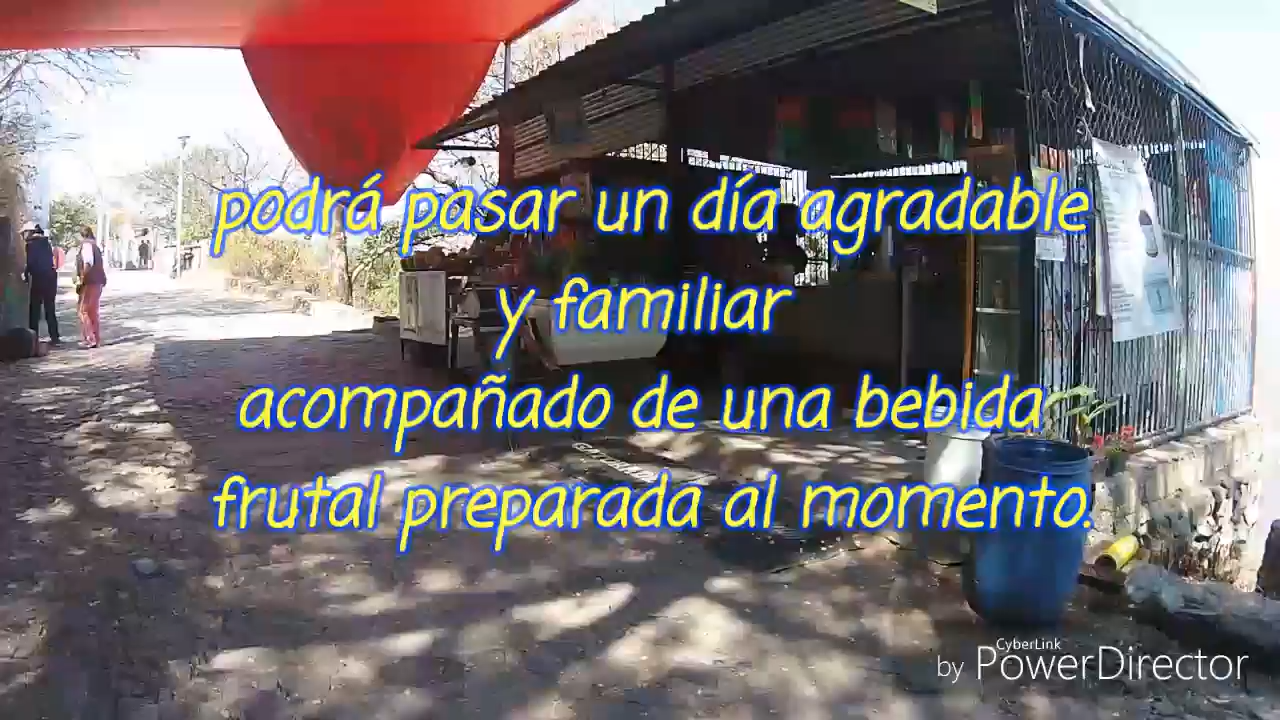 podrá pasar un día agradable
y familiar
acompañado de una bebida
frutal preparada al momento.
CyberLink
by PowerDirector